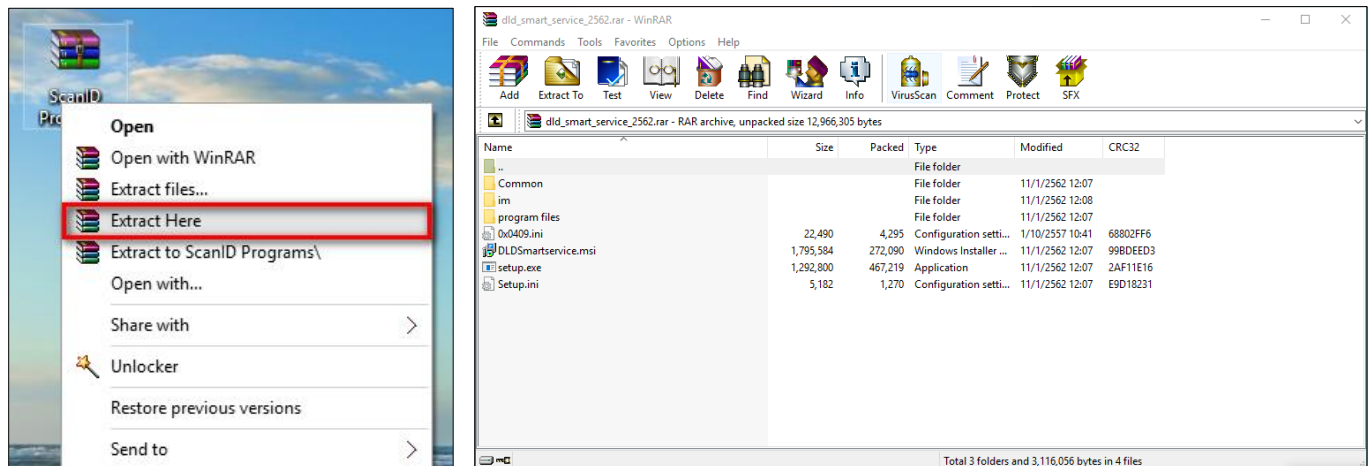 ScanID
Pro
Open
Open with WinRAR
Extract files...
Extract Here
Extract to ScanID Programs\
Open with...
Share with
Unlocker
Restore previous versions
Send to
dld_smart_service_2562.rar - WinRAR
File Commands Tools Favorites Options Help
Add Extract To Test View Delete Find Wizard Info VirusScan Comment Protect SFX
dld_smart_service_2562.rar - RAR archive, unpacked size 12,966,305 bytes
Name Size Packed Type Modified CRC32
.. File folder
Common File folder 11/1/2562 12:07
im File folder 11/1/2562 12:08
program files File folder 11/1/2562 12:07
0x0409.ini 22,490 4,295 Configuration setti... 1/10/2557 10:41 68802FF6
DLDSmartservice.msi 1,795,584 272,090 Windows Installer ... 11/1/2562 12:07 99BDEED3
setup.exe 1,292,800 467,219 Application 11/1/2562 12:07 2AF11E16
Setup.ini 5,182 1,270 Configuration setti... 11/1/2562 12:07 E9D18231
Total 3 folders and 3,116,056 bytes in 4 files